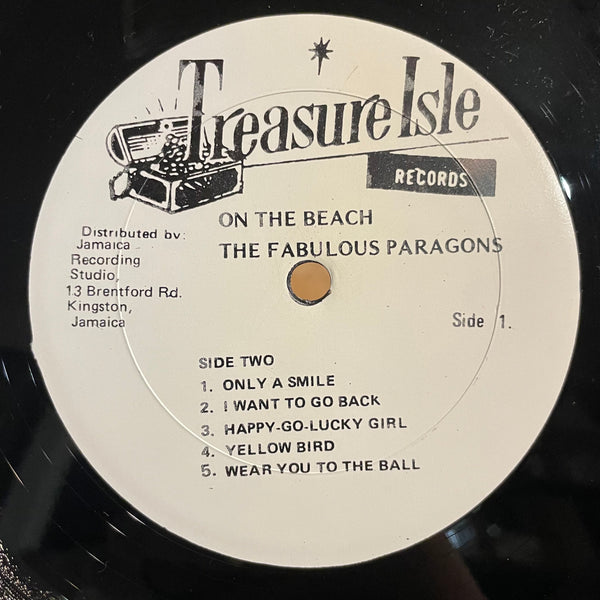 Treasure Isle
RECORDS
ON THE BEACH
THE FABULOUS PARAGONS
Distributed by:
Jamaica
Recording
Studio,
13 Brentford Rd.
Kingston,
Jamaica
Side 1.
SIDE TWO
1. ONLY A SMILE
2. I WANT TO GO BACK
3. HAPPY-GO-LUCKY GIRL
4. YELLOW BIRD
5. WEAR YOU TO THE BALL